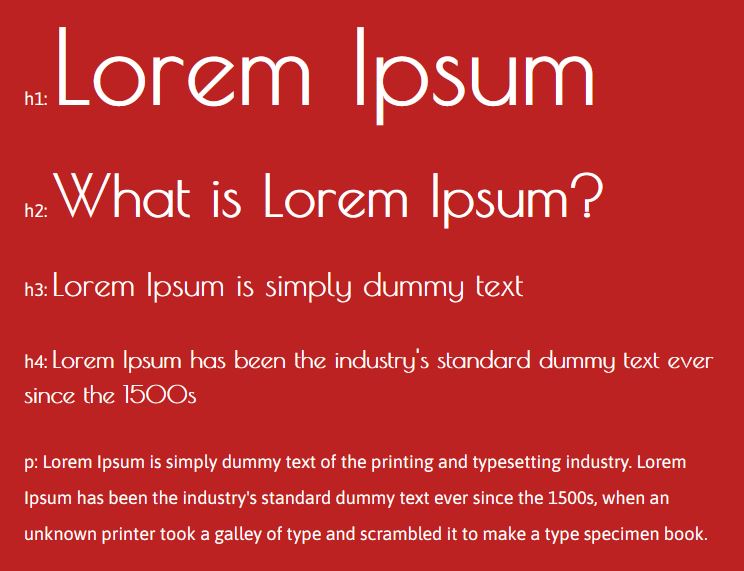 h1: Lorem Ipsum
h2: What is Lorem Ipsum?
h3: Lorem Ipsum is simply dummy text
h4: Lorem Ipsum has been the industry's standard dummy text ever
since the 1500s
p: Lorem Ipsum is simply dummy text of the printing and typesetting industry. Lorem
Ipsum has been the industry's standard dummy text ever since the 1500s, when an
unknown printer took a galley of type and scrambled it to make a type specimen book.